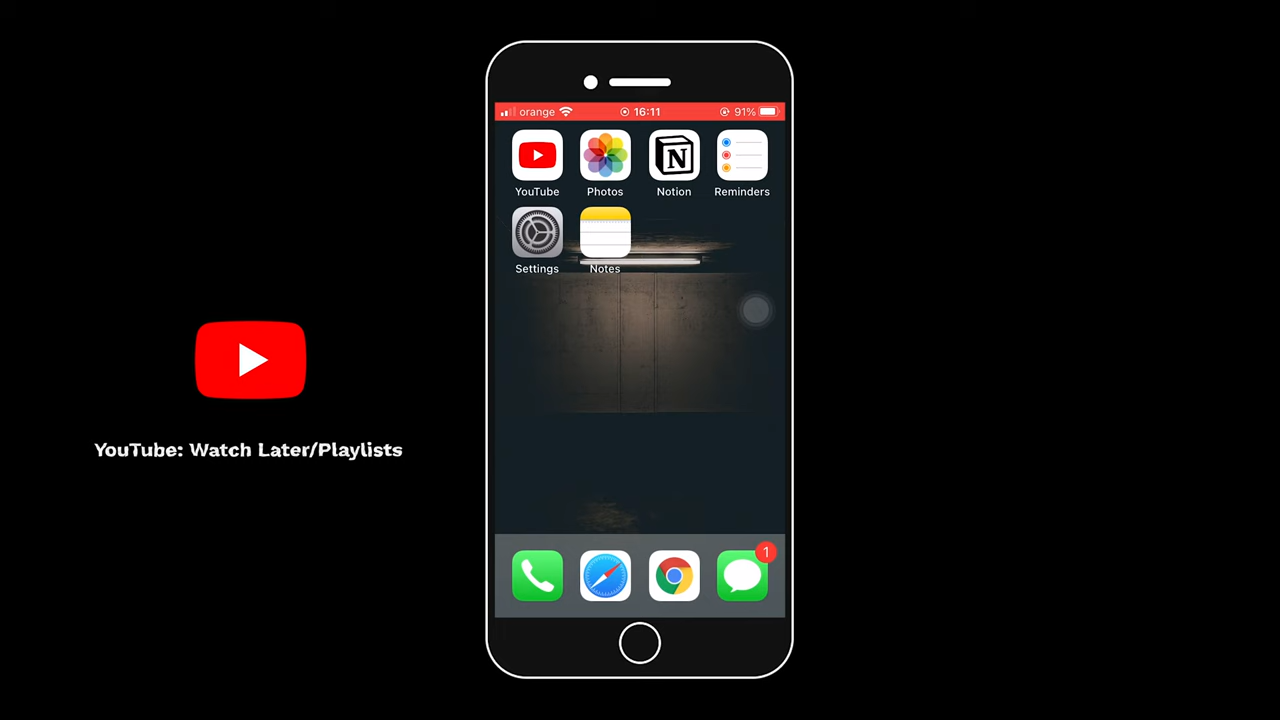 orange 16:11 91%
YouTube Photos Notion Reminders
Settings Notes
YouTube: Watch Later/Playlists
1